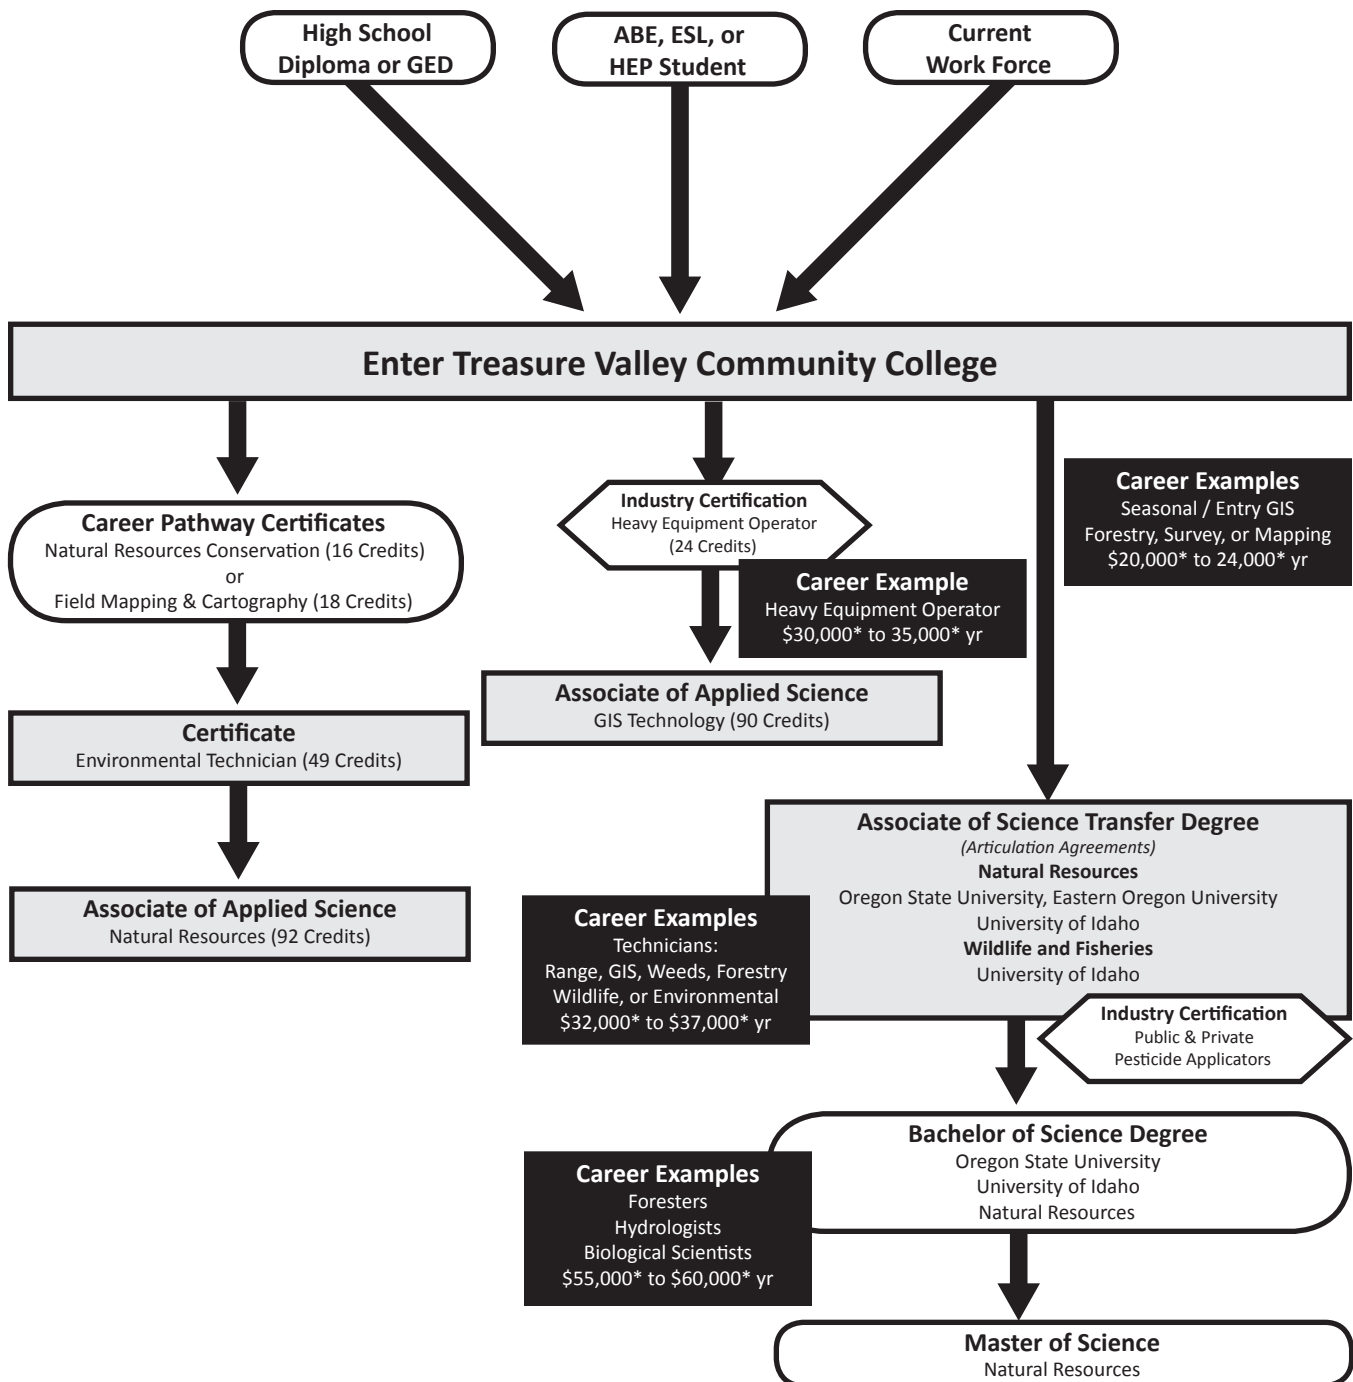 High School
Diploma or GED
ABE, ESL, or
HEP Student
Current
Work Force
Enter Treasure Valley Community College
Career Pathway Certificates
Natural Resources Conservation (16 Credits)
or
Field Mapping & Cartography (18 Credits)
Industry Certification
Heavy Equipment Operator
(24 Credits)
Career Example
Heavy Equipment Operator
$30,000* to 35,000* yr
Career Examples
Seasonal / Entry GIS
Forestry, Survey, or Mapping
$20,000* to 24,000* yr
Certificate
Environmental Technician (49 Credits)
Associate of Applied Science
GIS Technology (90 Credits)
Associate of Applied Science
Natural Resources (92 Credits)
Associate of Science Transfer Degree
(Articulation Agreements)
Natural Resources
Oregon State University, Eastern Oregon University
University of Idaho
Wildlife and Fisheries
University of Idaho
Career Examples
Technicians:
Range, GIS, Weeds, Forestry
Wildlife, or Environmental
$32,000* to $37,000* yr
Industry Certification
Public & Private
Pesticide Applicators
Bachelor of Science Degree
Oregon State University
University of Idaho
Natural Resources
Career Examples
Foresters
Hydrologists
Biological Scientists
$55,000* to $60,000* yr
Master of Science
Natural Resources